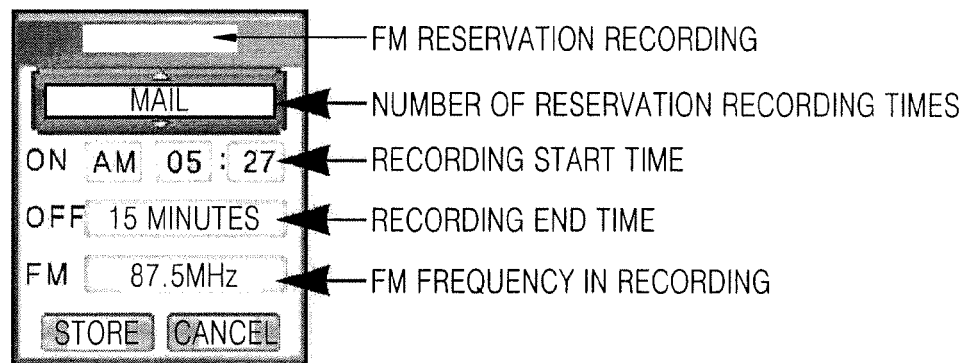 FM RESERVATION RECORDING
MAIL
NUMBER OF RESERVATION RECORDING TIMES
ON AM 05 : 27
RECORDING START TIME
OFF 15 MINUTES
RECORDING END TIME
FM 87.5MHz
FM FREQUENCY IN RECORDING
STORE CANCEL